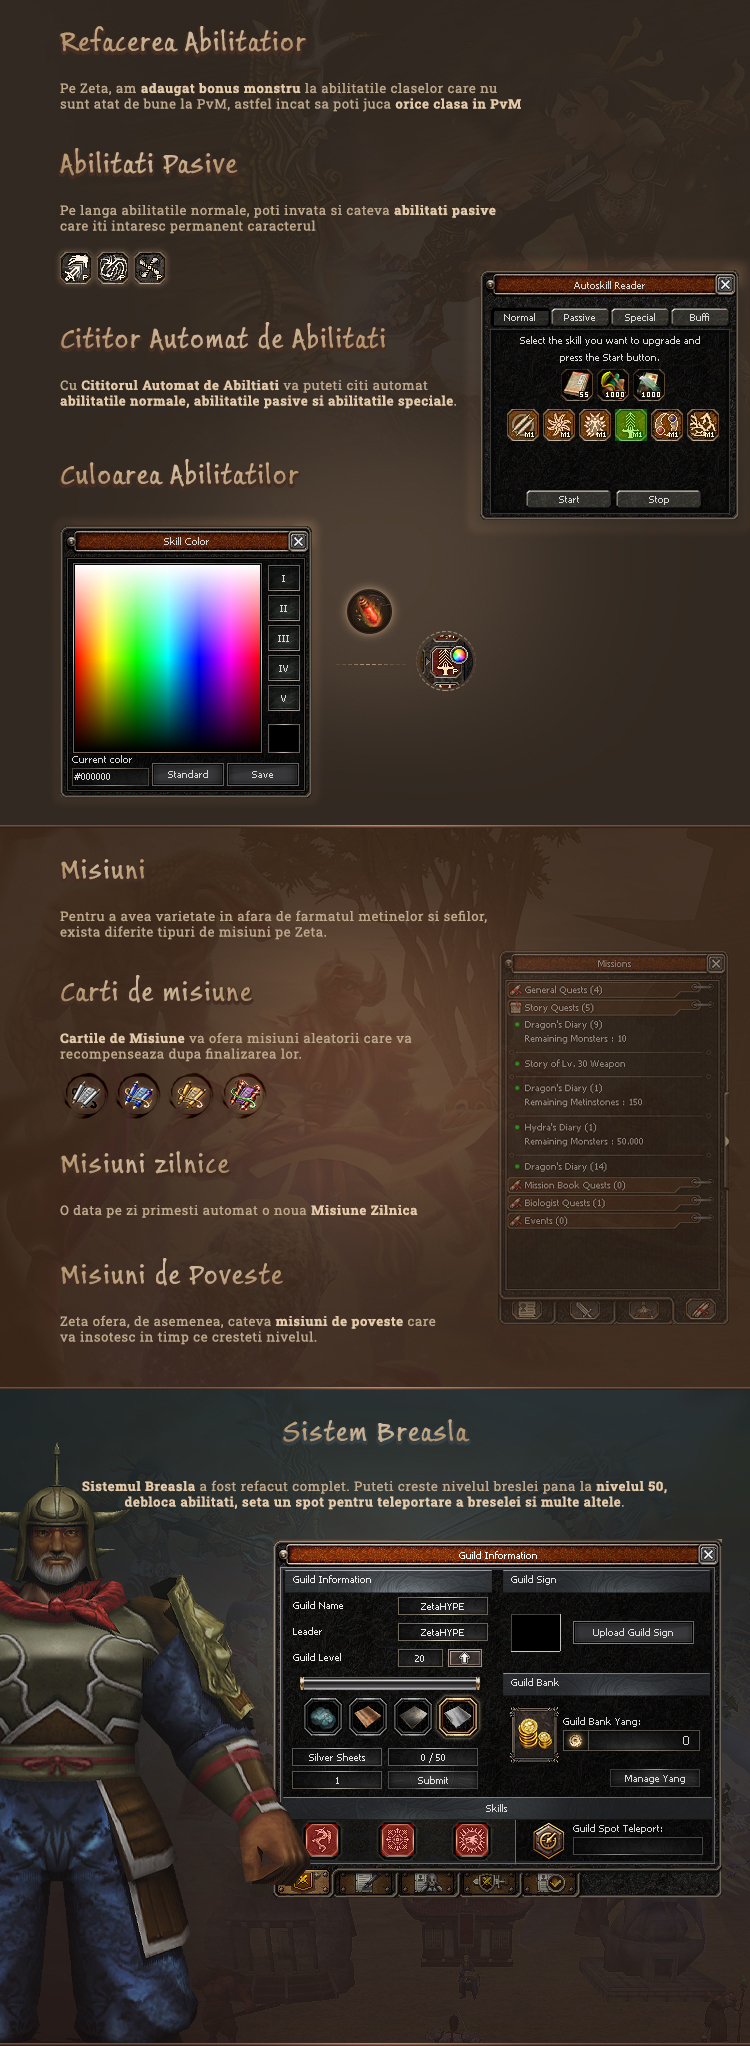 Refacerea Abilitatior
Pe Zeta, am adaugat bonus monstru la abilitatile claselor care nu
sunt atat de bune la PvM, astfel incat sa poti juca orice clasa in PvM
Abilitati Pasive
Pe langa abilitatile normale, poti invata si cateva abilitati pasive
care iti intaresc permanent caracterul
P
P
P
Cititor Automat de Abilitati
Cu Cititorul Automat de Abiltiati va puteti citi automat
abilitatile normale, abilitatile pasive si abilitatile speciale.
Autoskill Reader
Normal
Passive
Special
Buffi
Select the skill you want to upgrade and
press the Start button.
55
1000
1000
M1
M1
M1
M1
M1
M1
Start
Stop
Culoarea Abilitatilor
Skill Color
I
II
III
IV
V
Current color
#000000
Standard
Save
P
Misiuni
Pentru a avea varietate in afara de farmatul metinelor si sefilor,
exista diferite tipuri de misiuni pe Zeta.
Carti de misiune
Cartile de Misiune va ofera misiuni aleatorii care va
recompenseaza dupa finalizarea lor.
Misiuni zilnice
O data pe zi primesti automat o noua Misiune Zilnica
Misiuni de Poveste
Zeta ofera, de asemenea, cateva misiuni de poveste care
va insotesc in timp ce cresteti nivelul.
Missions
General Quests (4)
Story Quests (5)
Dragon's Diary (9)
Remaining Monsters : 10
Story of Lv. 30 Weapon
Dragon's Diary (1)
Remaining Metinstones : 150
Hydra's Diary (1)
Remaining Monsters : 50.000
Dragon's Diary (14)
Mission Book Quests (0)
Biologist Quests (1)
Events (0)
Sistem Breasla
Sistemul Breasla a fost refacut complet. Puteti creste nivelul breslei pana la nivelul 50,
debloca abilitati, seta un spot pentru teleportare a breselei si multe altele.
Guild Information
Guild Information
Guild Sign
Guild Name
ZetaHYPE
Leader
ZetaHYPE
Upload Guild Sign
Guild Level
20
Guild Bank
Guild Bank Yang:
0
Silver Sheets
0 / 50
1
Submit
Manage Yang
Skills
Guild Spot Teleport: